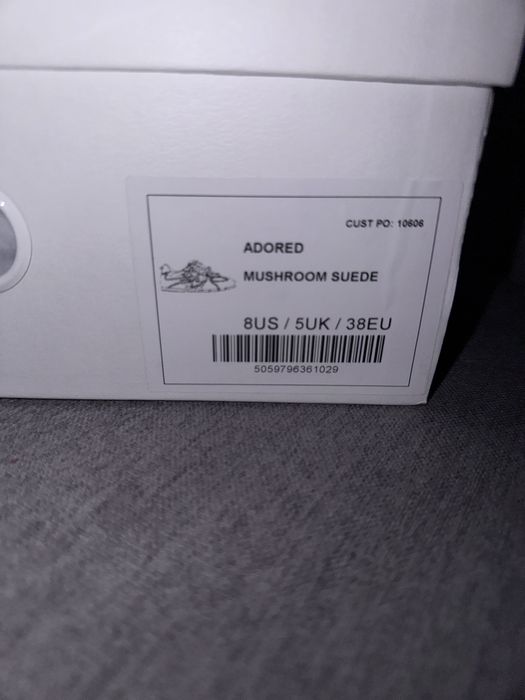 CUST PO: 10606
ADORED
MUSHROOM SUEDE
8US / 5UK / 38EU
5059796361029